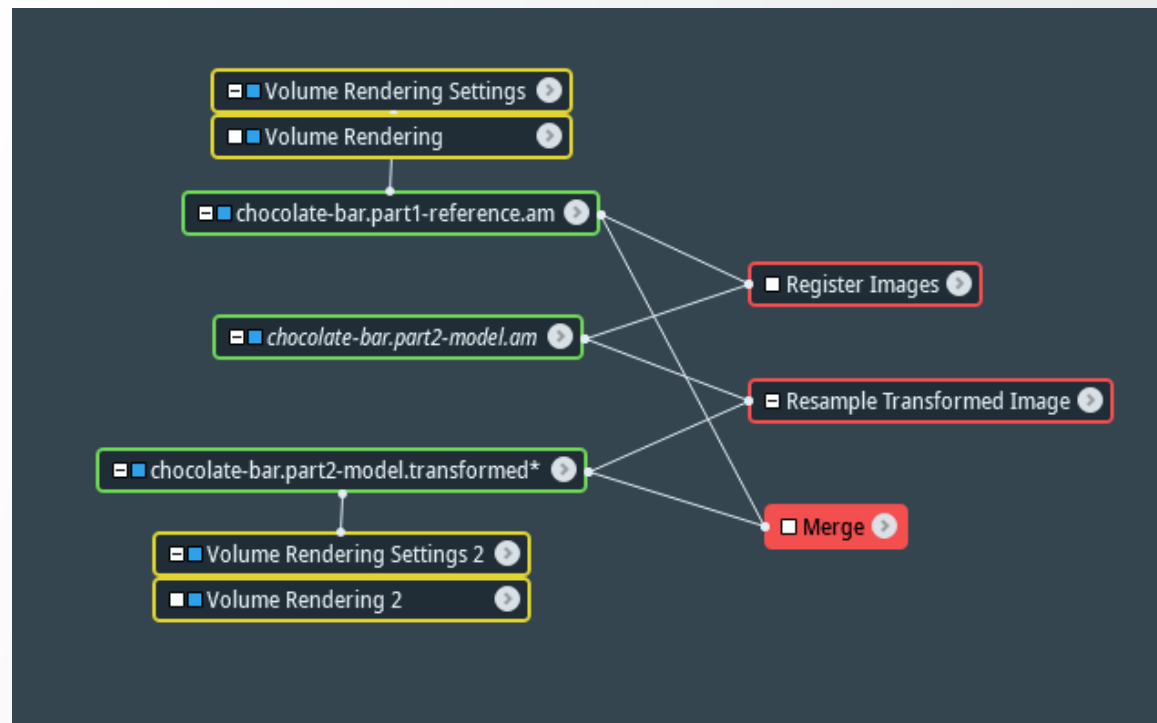 Volume Rendering Settings
Volume Rendering
chocolate-bar.part1-reference.am
Register Images
chocolate-bar.part2-model.am
Resample Transformed Image
chocolate-bar.part2-model.transformed*
Merge
Volume Rendering Settings 2
Volume Rendering 2